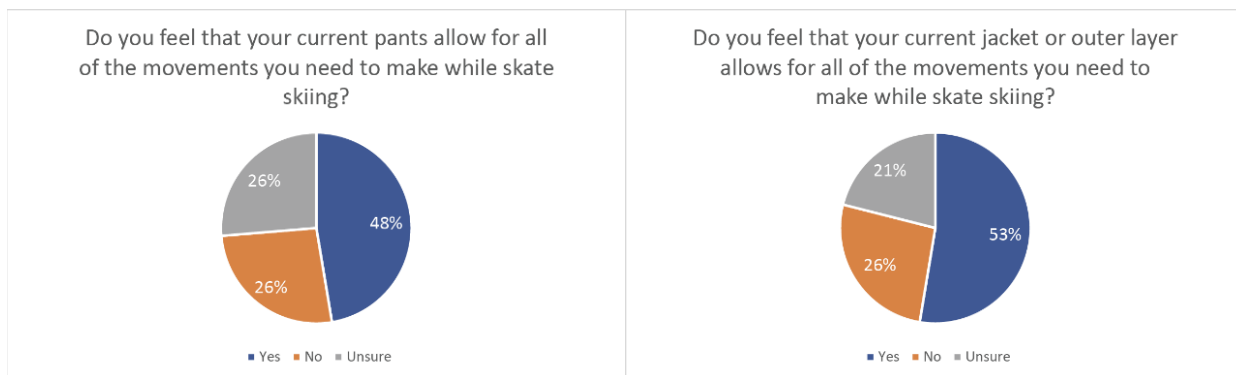 Do you feel that your current pants allow for all
of the movements you need to make while skate
skiing?
26%
48%
26%
Yes No Unsure
Do you feel that your current jacket or outer layer
allows for all of the movements you need to
make while skate skiing?
21%
53%
26%
Yes No Unsure